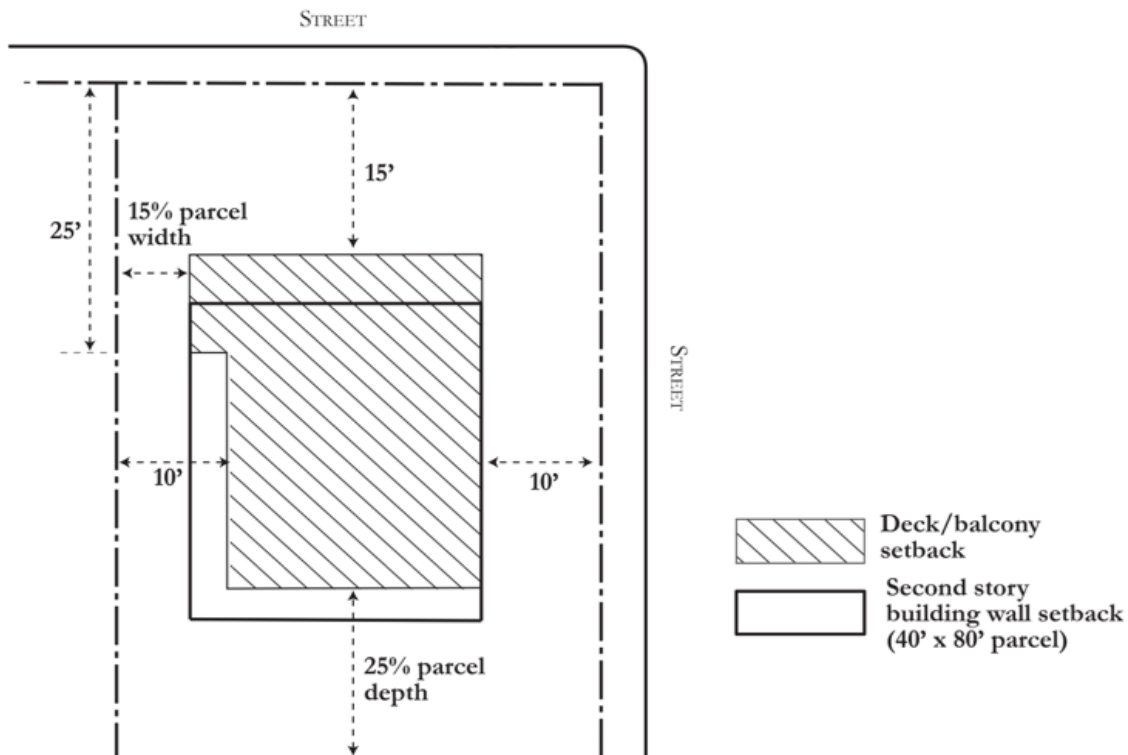 STREET
15’
15% parcel
width
25’
STREET
10’
10’
Deck/balcony
setback
Second story
building wall setback
(40’ x 80’ parcel)
25% parcel
depth